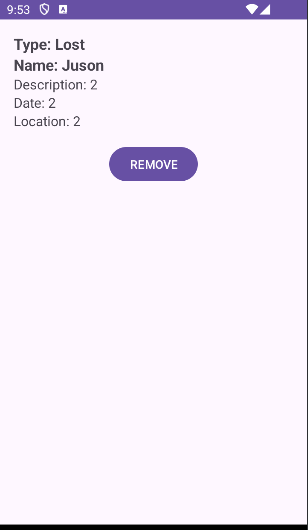 9:53
Type: Lost
Name: Juson
Description: 2
Date: 2
Location: 2
REMOVE